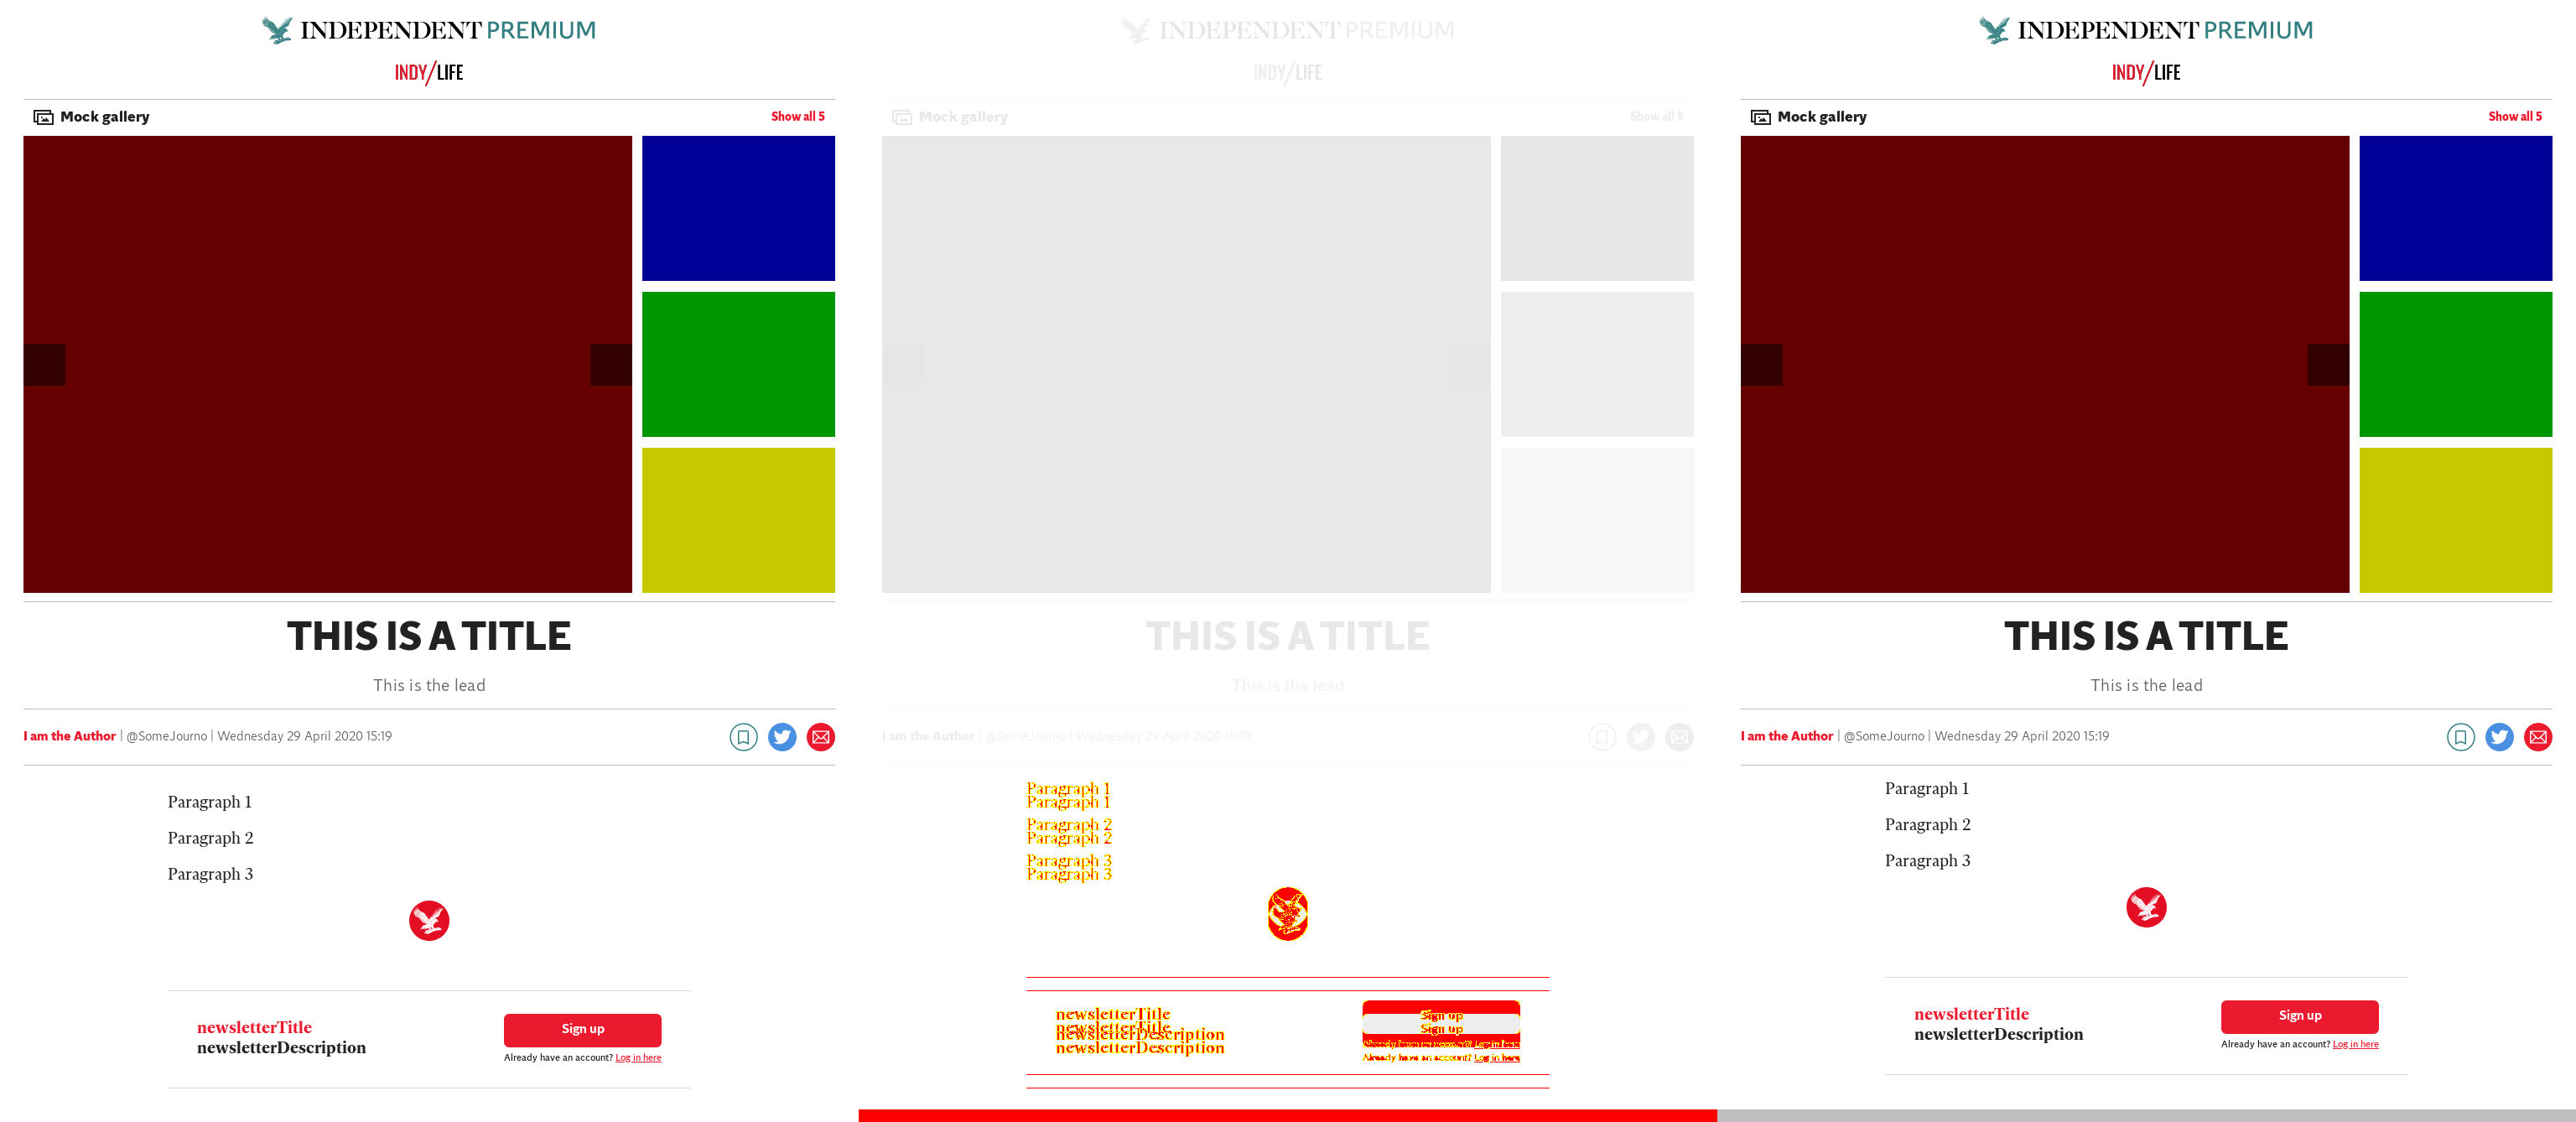 INDEPENDENT PREMIUM
INDY/LIFE
Mock gallery
Show all 5
THIS IS A TITLE
This is the lead
I am the Author | @SomeJourno | Wednesday 29 April 2020 15:19
Paragraph 1
Paragraph 2
Paragraph 3
newsletterTitle
newsletterDescription
Sign up
Already have an account? Log in here
INDEPENDENT PREMIUM
INDY/LIFE
Mock gallery
Show all 5
THIS IS A TITLE
This is the lead
I am the Author | @SomeJourno | Wednesday 29 April 2020 15:19
Paragraph 1
Paragraph 1
Paragraph 2
Paragraph 2
Paragraph 3
Paragraph 3
newsletterTitle
newsletterTitle
newsletterDescription
newsletterDescription
Sign up
Sign up
Already have an account? Log in here
Already have an account? Log in here
INDEPENDENT PREMIUM
INDY/LIFE
Mock gallery
Show all 5
THIS IS A TITLE
This is the lead
I am the Author | @SomeJourno | Wednesday 29 April 2020 15:19
Paragraph 1
Paragraph 2
Paragraph 3
newsletterTitle
newsletterDescription
Sign up
Already have an account? Log in here